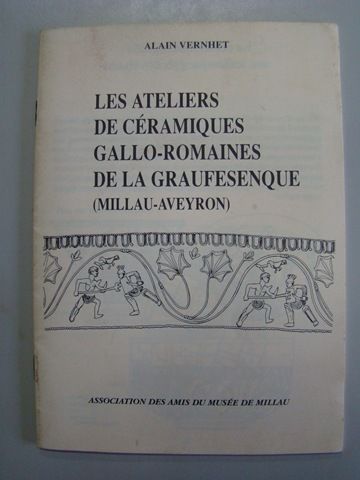 ALAIN VERNHET
LES ATELIERS
DE CÉRAMIQUES
GALLO-ROMAINES
DE LA GRAUFESENQUE
(MILLAU-AVEYRON)
ASSOCIATION DES AMIS DU MUSÉE DE MILLAU